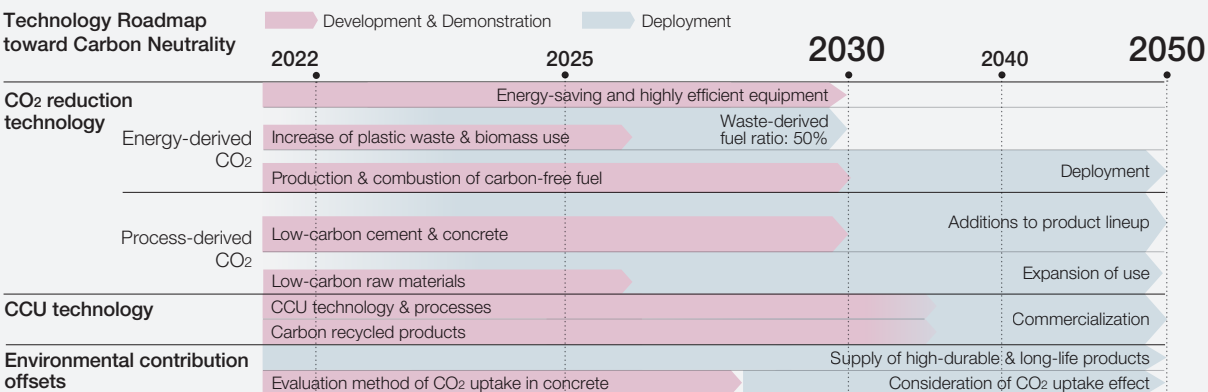 Technology Roadmap
toward Carbon Neutrality
Development & Demonstration
Deployment
2022
2025
2030
2040
2050
CO2 reduction
technology
Energy-derived
CO2
Energy-saving and highly efficient equipment
Increase of plastic waste & biomass use
Waste-derived
fuel ratio: 50%
Production & combustion of carbon-free fuel
Deployment
Process-derived
CO2
Low-carbon cement & concrete
Additions to product lineup
Low-carbon raw materials
Expansion of use
CCU technology
CCU technology & processes
Carbon recycled products
Commercialization
Environmental contribution
offsets
Supply of high-durable & long-life products
Evaluation method of CO2 uptake in concrete
Consideration of CO2 uptake effect